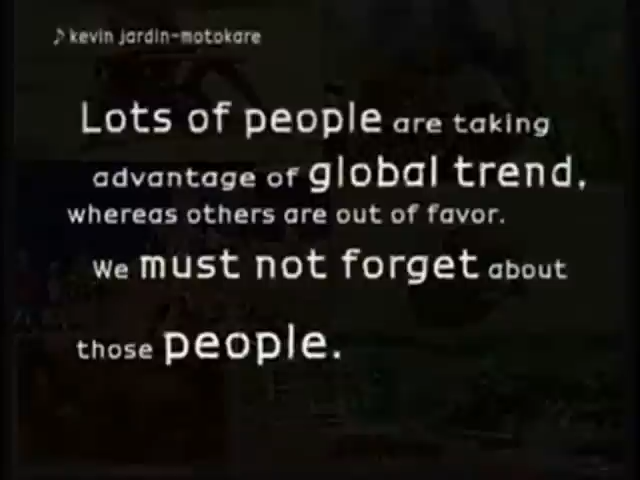 ♪ kevin jardin-motokare
Lots of people are taking
advantage of global trend,
whereas others are out of favor.
We must not forget about
those people.